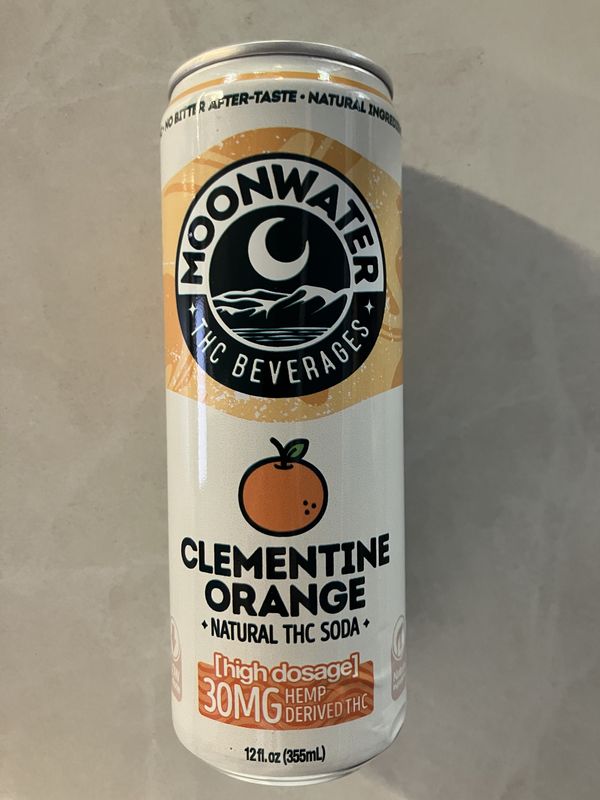 NO BITTER AFTER-TASTE • NATURAL
MOONWATER
THC BEVERAGES
CLEMENTINE
ORANGE
NATURAL THC SODA
[high dosage]
30MG HEMP
DERIVED THC
12 fl. oz (355mL)